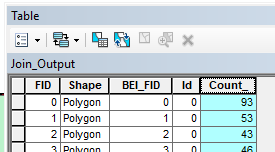 Table
Join_Output
FID Shape BEI_FID Id Count_
0 Polygon 0 0 93
1 Polygon 1 0 53
2 Polygon 2 0 43
3 Polygon 3 0 46